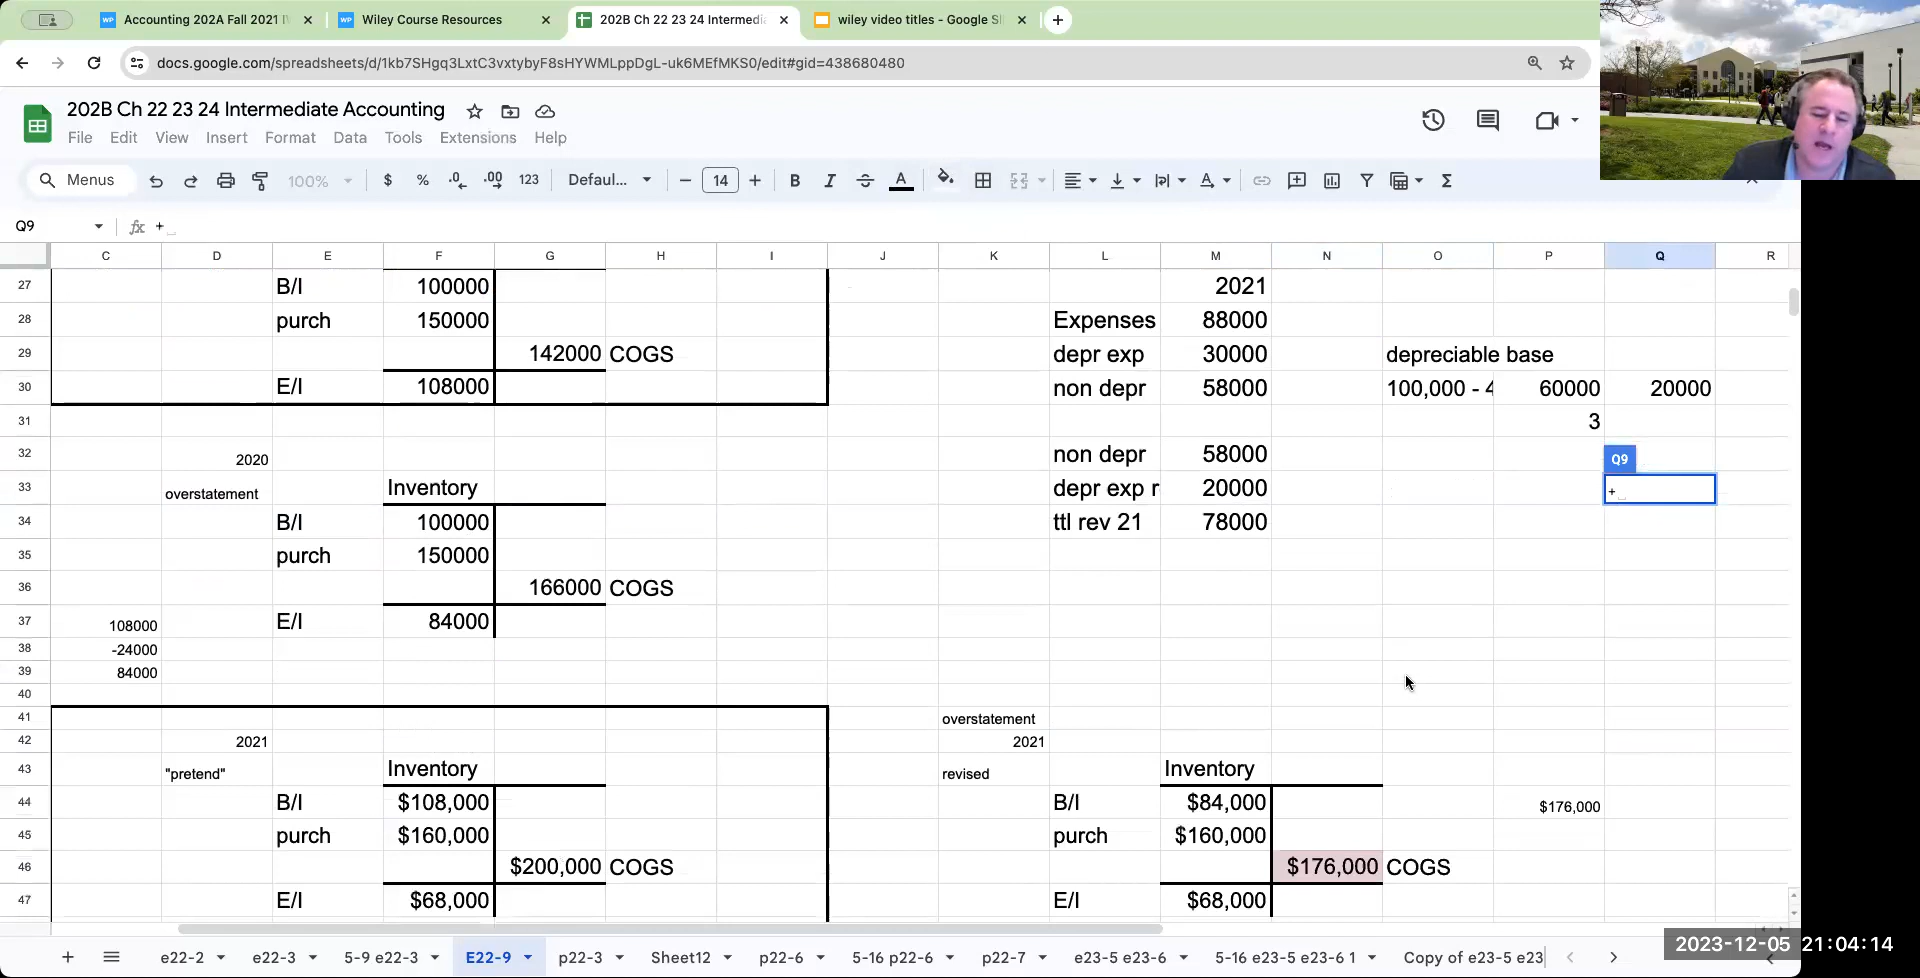 Accounting 202A Fall 2021 I
Wiley Course Resources
202B Ch 22 23 24 Intermedi
wiley video titles - Google Sl
docs.google.com/spreadsheets/d/1kb7SHgq3LxtC3vxtybyF8sHYWMLppDgL-uk6MEfMKS0/edit#gid=438680480
202B Ch 22 23 24 Intermediate Accounting
File Edit View Insert Format Data Tools Extensions Help
Menus 100% $ % .0 .00 123 Defaul... 14 B I A
Q9 fx +
C D E F G H I J K L M N O P Q R
27 B/I 100000 2021
28 purch 150000 Expenses 88000
29 142000 COGS depr exp 30000 depreciable base
30 E/I 108000 non depr 58000 100,000 - 4 60000 20000
31 3
32 2020 non depr 58000 Q9
33 overstatement Inventory depr exp r 20000 +
34 B/I 100000 ttl rev 21 78000
35 purch 150000
36 166000 COGS
37 108000 E/I 84000
38 -24000
39 84000
40
41 overstatement
42 2021 2021
43 "pretend" Inventory revised Inventory
44 B/I $108,000 B/I $84,000 $176,000
45 purch $160,000 purch $160,000
46 $200,000 COGS $176,000 COGS
47 E/I $68,000 E/I $68,000
e22-2 e22-3 5-9 e22-3 E22-9 p22-3 Sheet12 p22-6 5-16 p22-6 p22-7 e23-5 e23-6 5-16 e23-5 e23-6 1 Copy of e23-5 e23
2023-12-05 21:04:14